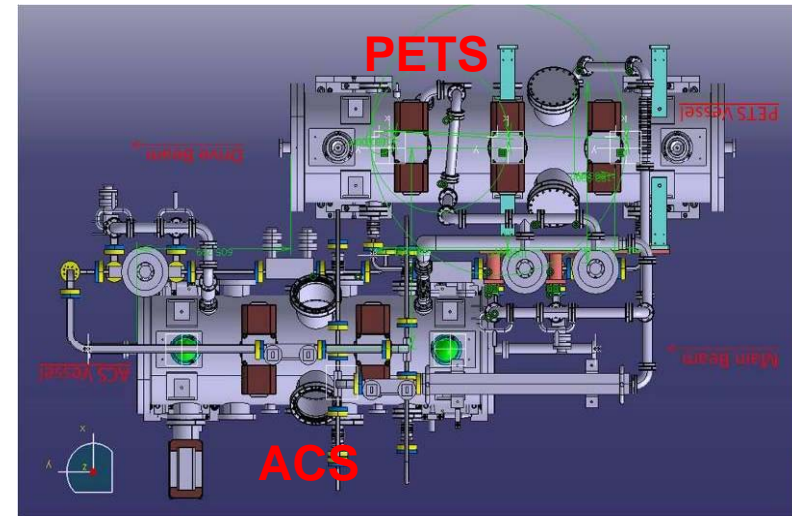 PETS
PETS Vessel
Drive Beam
Main Beam
ACS Vessel
ACS
x
y
z